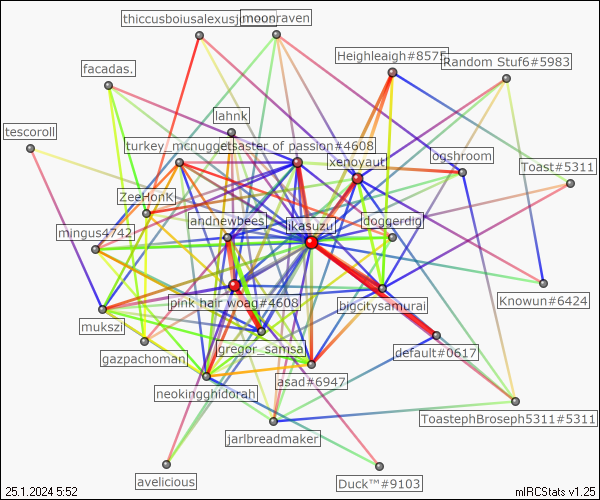 thiccusboiusalexusj
moonraven
Heighleaigh#8575
Random Stuf6#5983
facadas.
lahnk
tescoroll
turkey_mcnuggets
aster of passion#4608
xenoyaut
ogshroom
Toast#5311
ZeeHonK
andnewbees
ikasuzu
doggerdig
mingus4742
pink hair woag#4608
bigcitysamurai
Knowun#6424
mukszi
gregor_samsa
default#0617
gazpachoman
asad#6947
neokingghidorah
ToastephBroseph5311#5311
jarlbreadmaker
avelicious
Duck™#9103
25.1.2024 5:52
mIRCStats v1.25